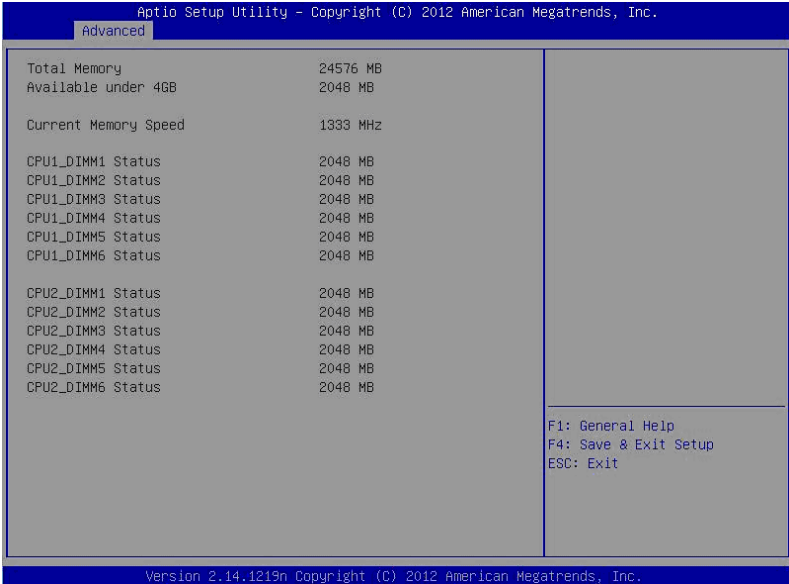 Aptio Setup Utility – Copyright (C) 2012 American Megatrends, Inc.
Advanced
Total Memory 24576 MB
Available under 4GB 2048 MB
Current Memory Speed 1333 MHz
CPU1_DIMM1 Status 2048 MB
CPU1_DIMM2 Status 2048 MB
CPU1_DIMM3 Status 2048 MB
CPU1_DIMM4 Status 2048 MB
CPU1_DIMM5 Status 2048 MB
CPU1_DIMM6 Status 2048 MB
CPU2_DIMM1 Status 2048 MB
CPU2_DIMM2 Status 2048 MB
CPU2_DIMM3 Status 2048 MB
CPU2_DIMM4 Status 2048 MB
CPU2_DIMM5 Status 2048 MB
CPU2_DIMM6 Status 2048 MB
F1: General Help
F4: Save & Exit Setup
ESC: Exit
Version 2.14.1219n Copyright (C) 2012 American Megatrends, Inc.